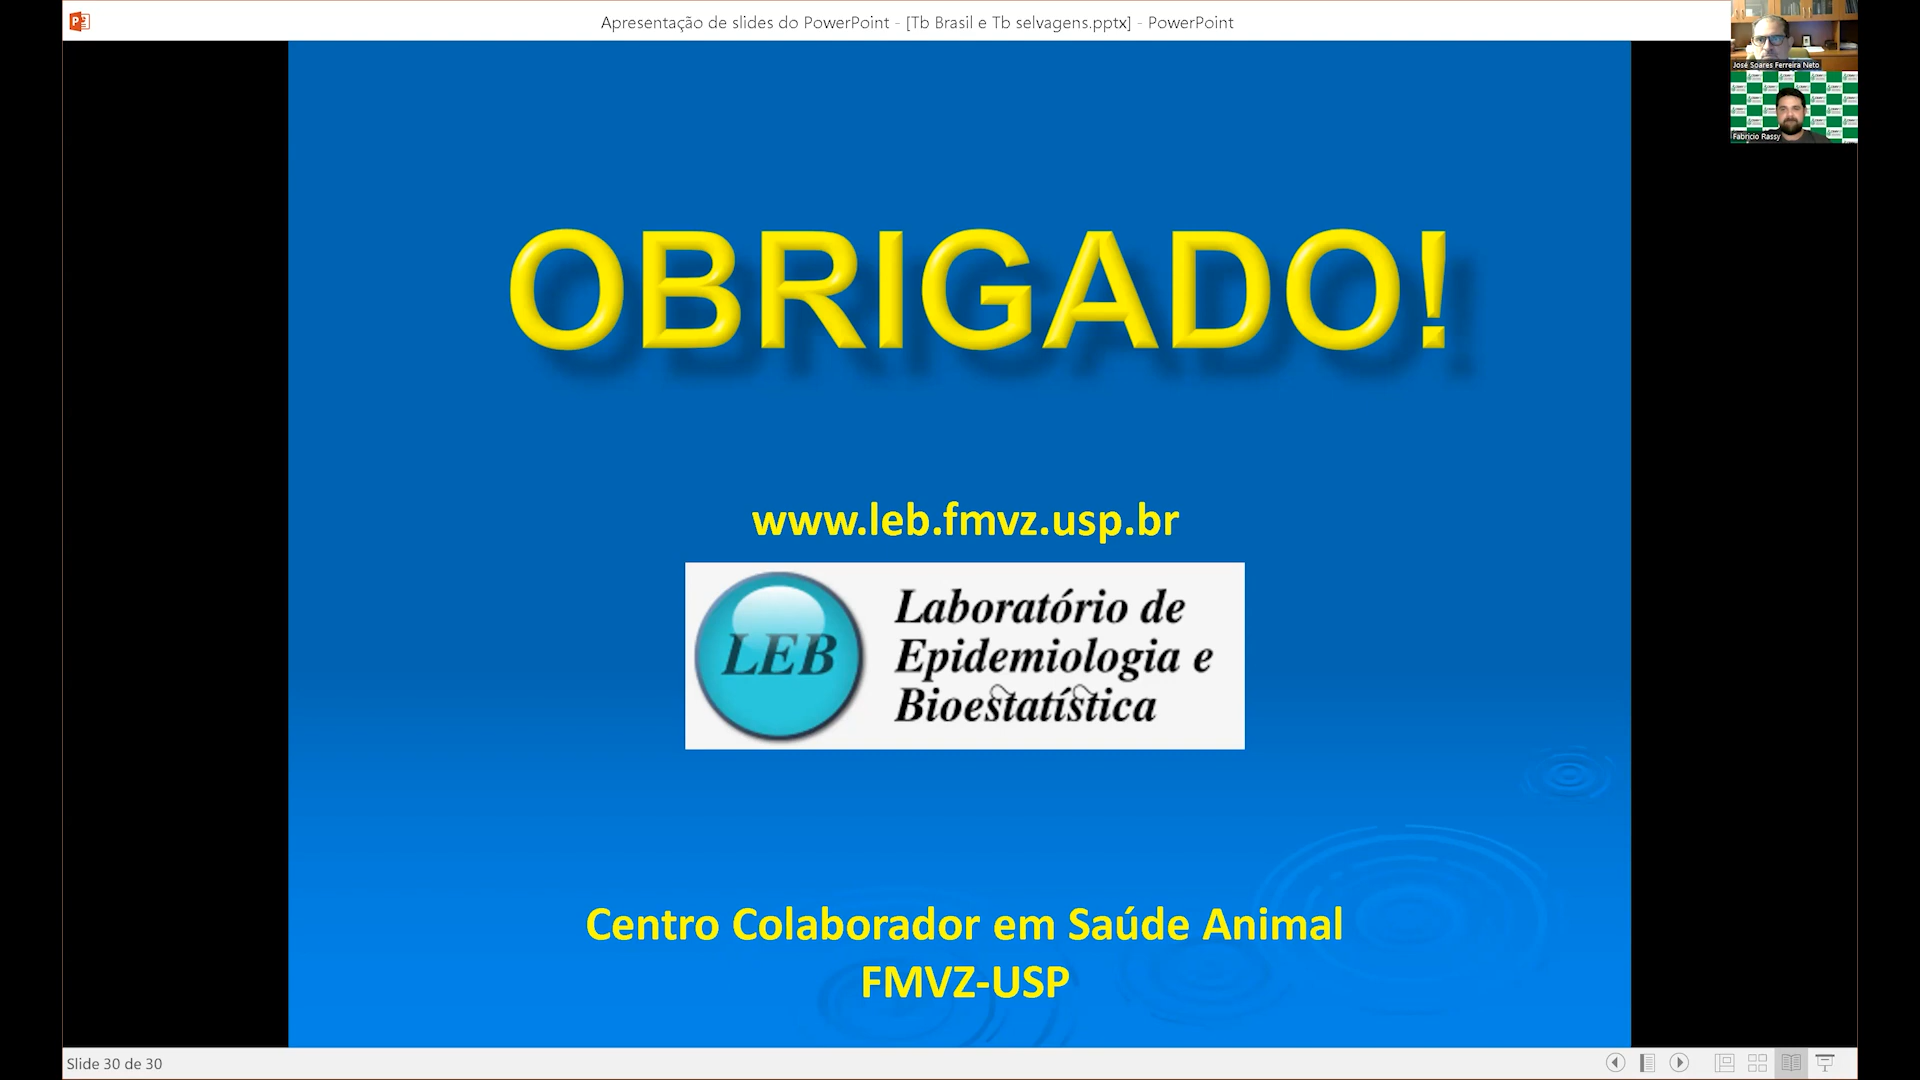 Apresentação de slides do PowerPoint - [Tb Brasil e Tb selvagens.pptx] - PowerPoint
José Soares Ferreira Neto
Fabricio Rassy
OBRIGADO!
www.leb.fmvz.usp.br
LEB
Laboratório de
Epidemiologia e
Bioestatística
Centro Colaborador em Saúde Animal
FMVZ-USP
Slide 30 de 30